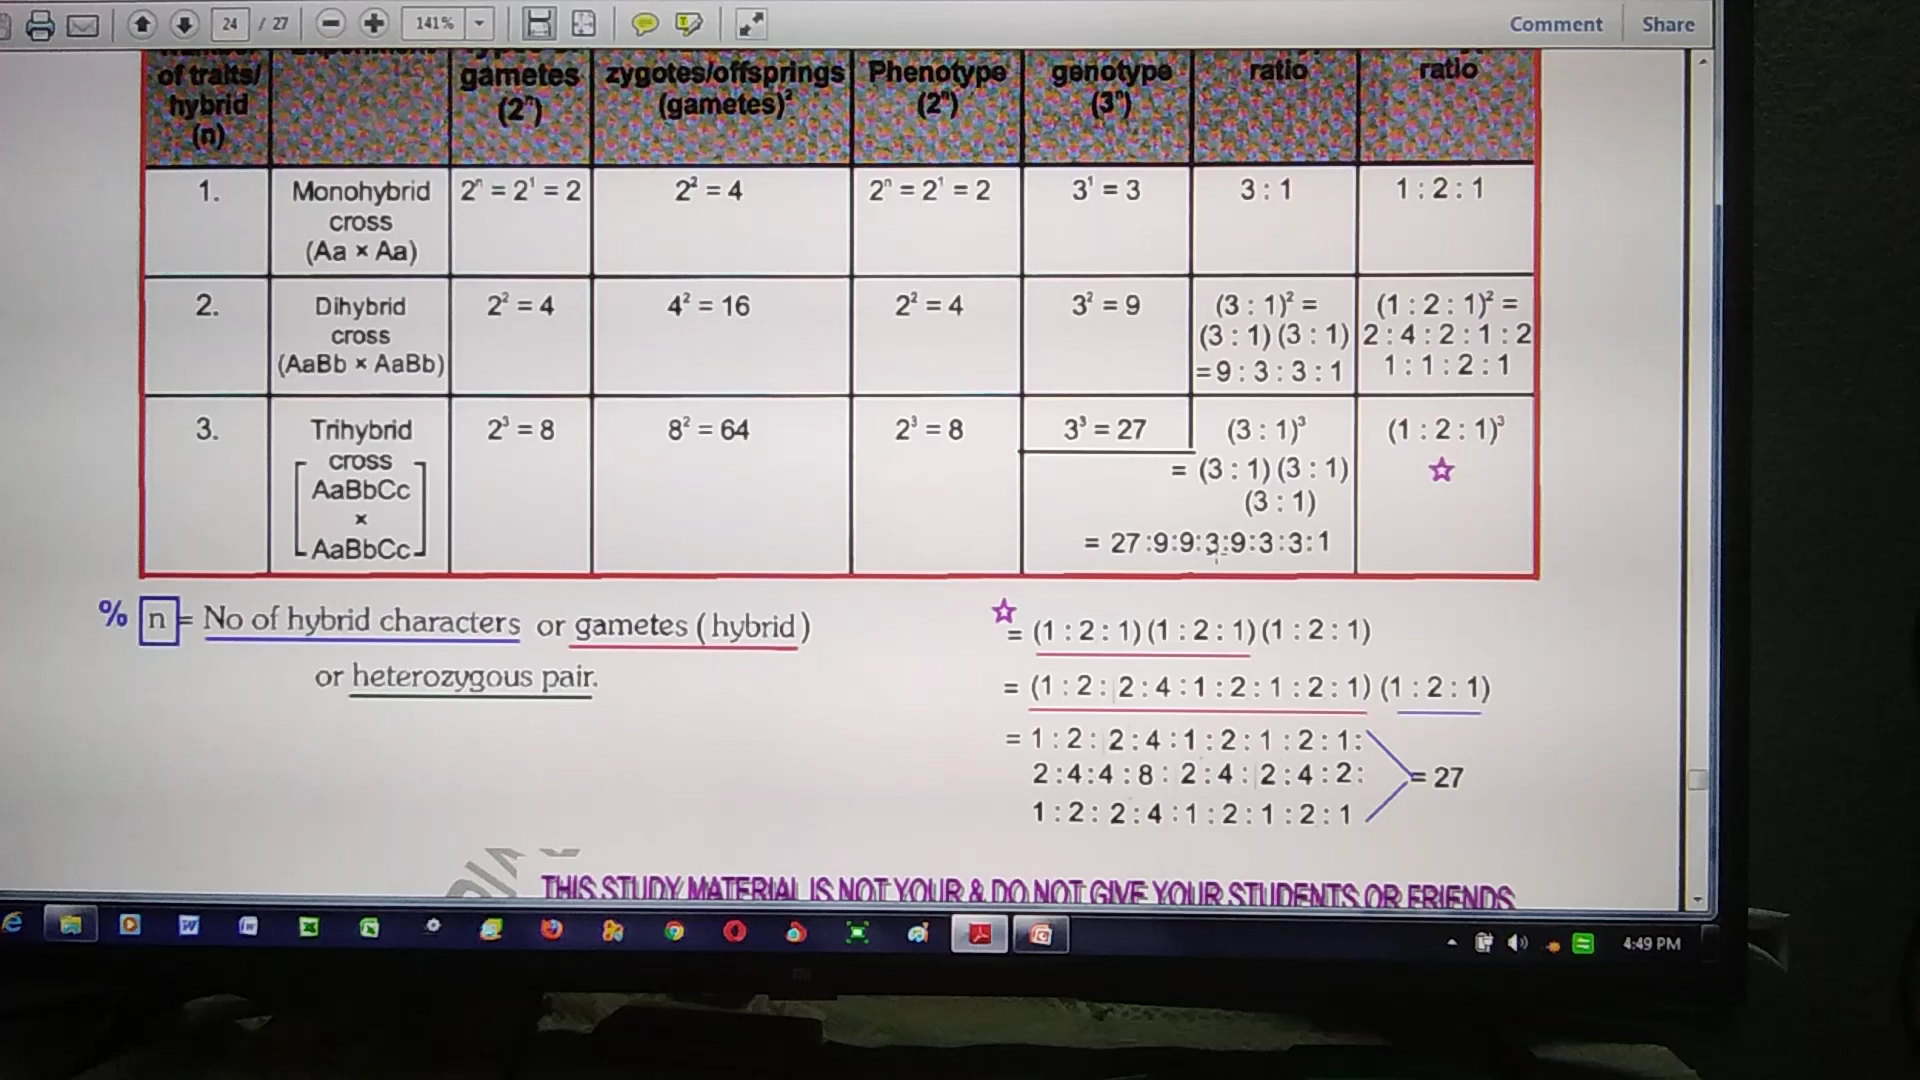 24 / 27
141%
Comment
Share
of traits/ hybrid (n)
gametes (2ⁿ)
zygotes/offsprings (gametes)²
Phenotype (2ⁿ)
genotype (3ⁿ)
ratio
ratio
1.
Monohybrid
cross
(Aa × Aa)
2ⁿ = 2¹ = 2
2² = 4
2ⁿ = 2¹ = 2
3¹ = 3
3 : 1
1 : 2 : 1
2.
Dihybrid
cross
(AaBb × AaBb)
2² = 4
4² = 16
2² = 4
3² = 9
(3 : 1)² =
(3 : 1) (3 : 1)
= 9 : 3 : 3 : 1
(1 : 2 : 1)² =
2 : 4 : 2 : 1 : 2
1 : 1 : 2 : 1
3.
Trihybrid
cross
AaBbCc
×
AaBbCc
2³ = 8
8² = 64
2³ = 8
3³ = 27
(3 : 1)³
= (3 : 1) (3 : 1)
(3 : 1)
= 27 :9:9:3:9:3:3:1
(1 : 2 : 1)³
☆
% n = No of hybrid characters or gametes (hybrid)
or heterozygous pair.
☆
= (1 : 2 : 1) (1 : 2 : 1) (1 : 2 : 1)
= (1 : 2 : 2 : 4 : 1 : 2 : 1 : 2 : 1) (1 : 2 : 1)
= 1 : 2 : 2 : 4 : 1 : 2 : 1 : 2 : 1:
2 :4:4 : 8 : 2 : 4 : 2 : 4 : 2: = 27
1 : 2 : 2 : 4 : 1 : 2 : 1 : 2 : 1
THIS STUDY MATERIAL IS NOT YOUR & DO NOT GIVE YOUR STUDENTS OR FRIENDS
4:49 PM